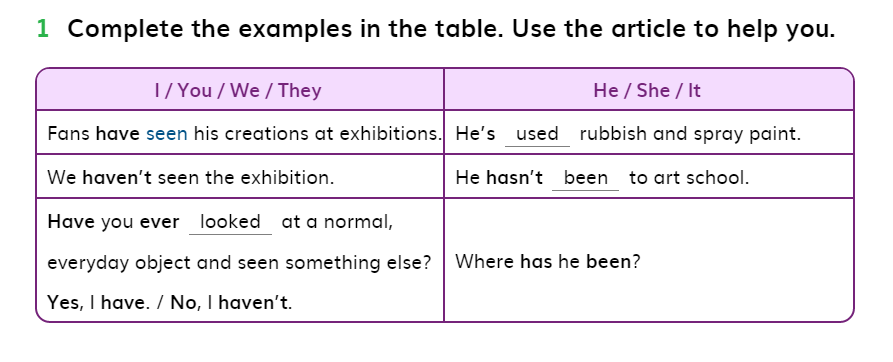 1 Complete the examples in the table. Use the article to help you.
I / You / We / They
He / She / It
Fans have seen his creations at exhibitions.
He's used rubbish and spray paint.
We haven't seen the exhibition.
He hasn't been to art school.
Have you ever looked at a normal,
everyday object and seen something else?
Yes, I have. / No, I haven't.
Where has he been?